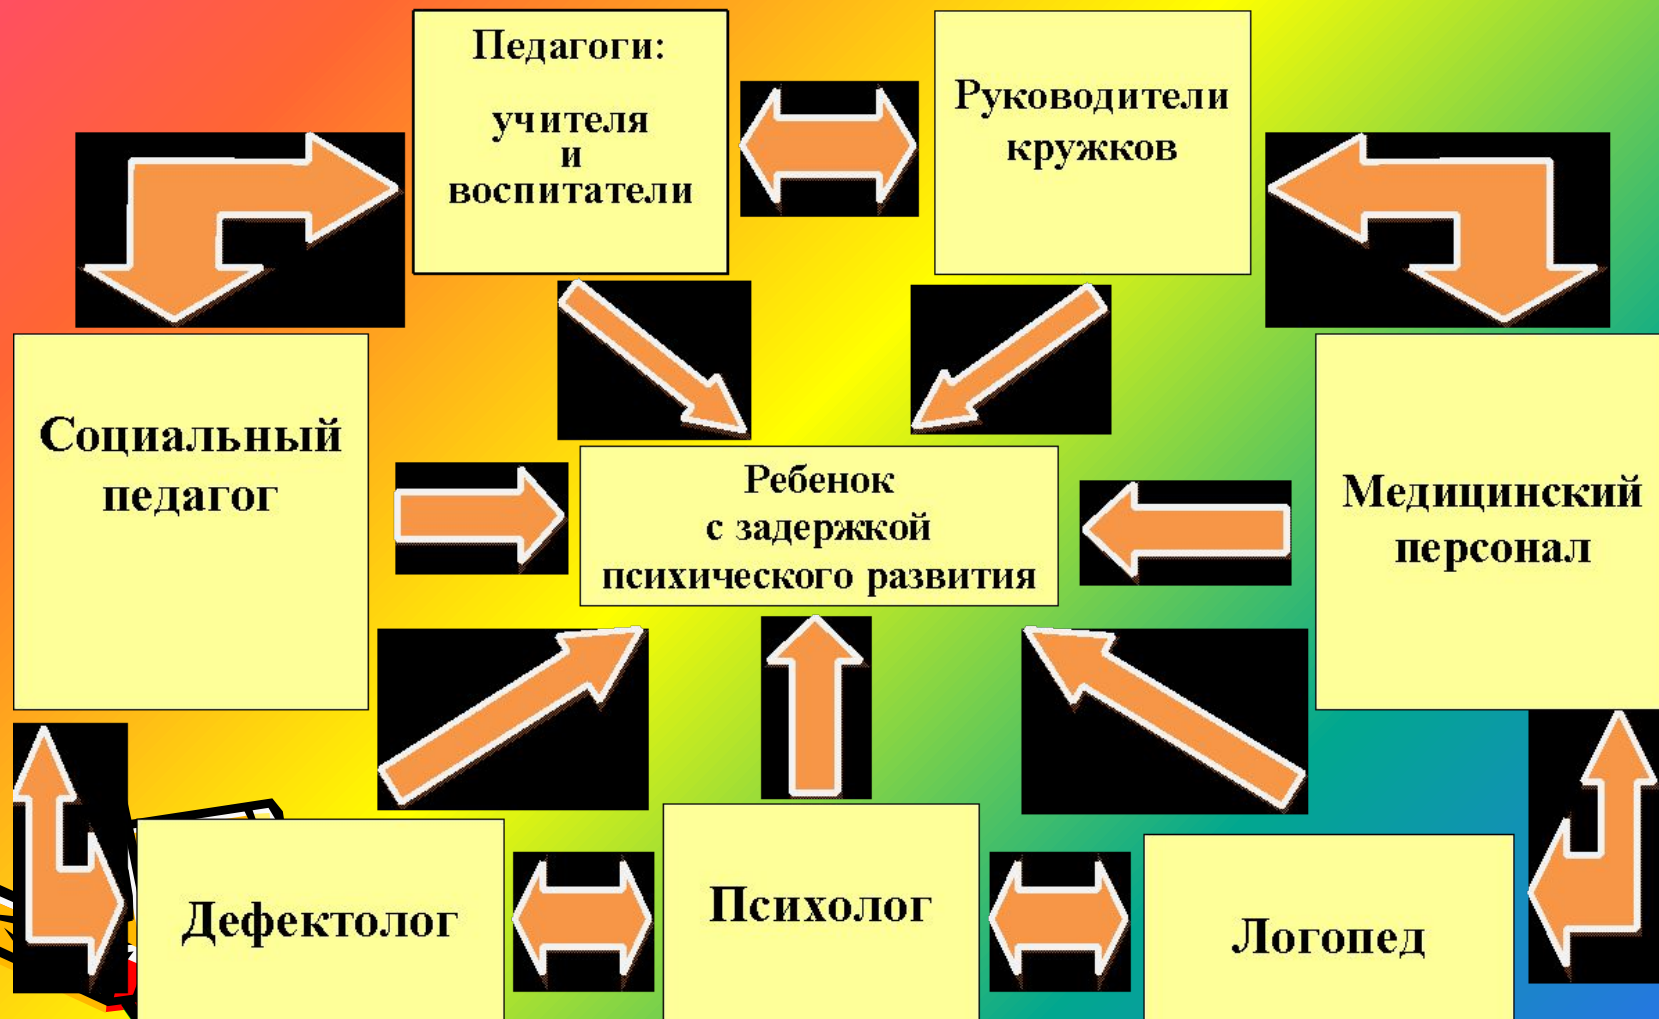 Педагоги:
учителя
и
воспитатели
Руководители
кружков
Социальный
педагог
Ребенок
с задержкой
психического развития
Медицинский
персонал
Дефектолог
Психолог
Логопед